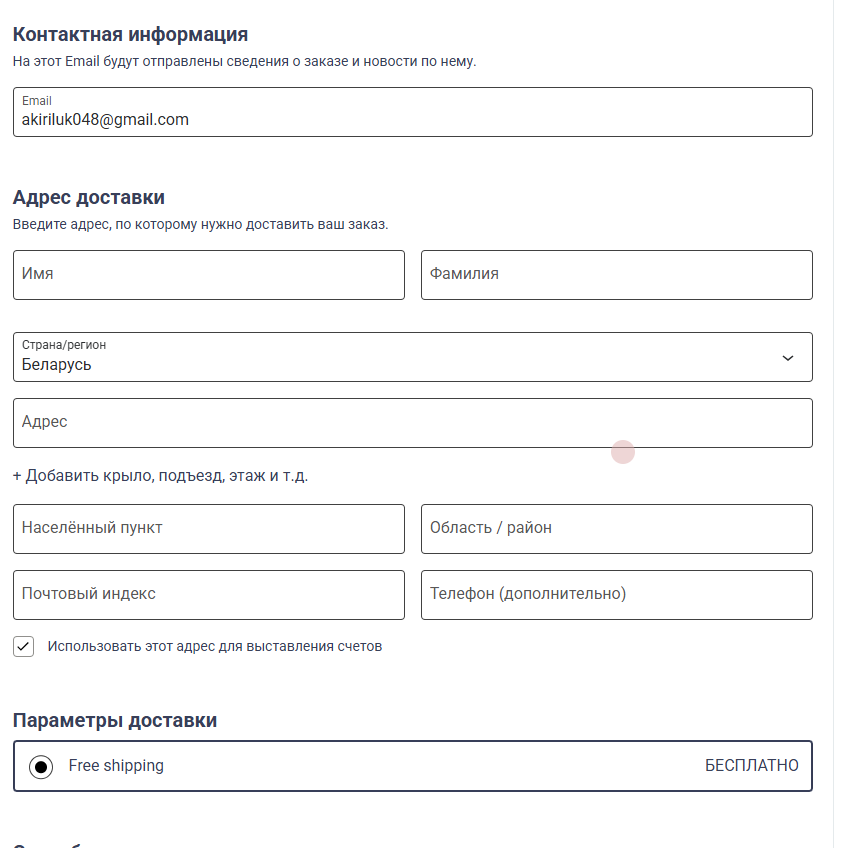 Контактная информация
На этот Email будут отправлены сведения о заказе и новости по нему.
Email
akiriluk048@gmail.com
Адрес доставки
Введите адрес, по которому нужно доставить ваш заказ.
Имя
Фамилия
Страна/регион
Беларусь
Адрес
+ Добавить крыло, подъезд, этаж и т.д.
Населённый пункт
Область / район
Почтовый индекс
Телефон (дополнительно)
Использовать этот адрес для выставления счетов
Параметры доставки
Free shipping
БЕСПЛАТНО